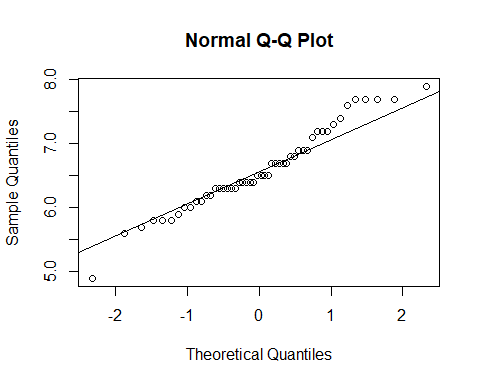 Normal Q-Q Plot
Sample Quantiles
8.0
7.0
6.0
5.0
-2 -1 0 1 2
Theoretical Quantiles